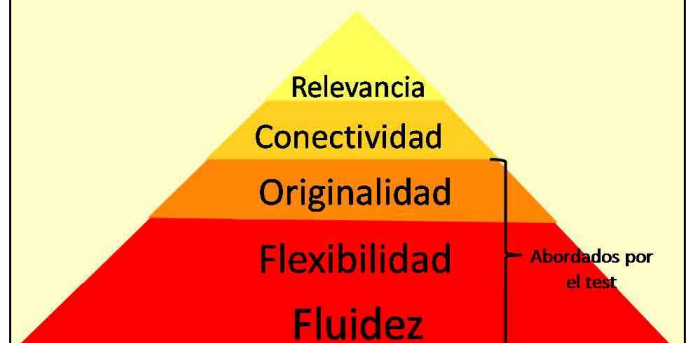 Relevancia
Conectividad
Originalidad
Flexibilidad
Abordados por
el test
Fluidez